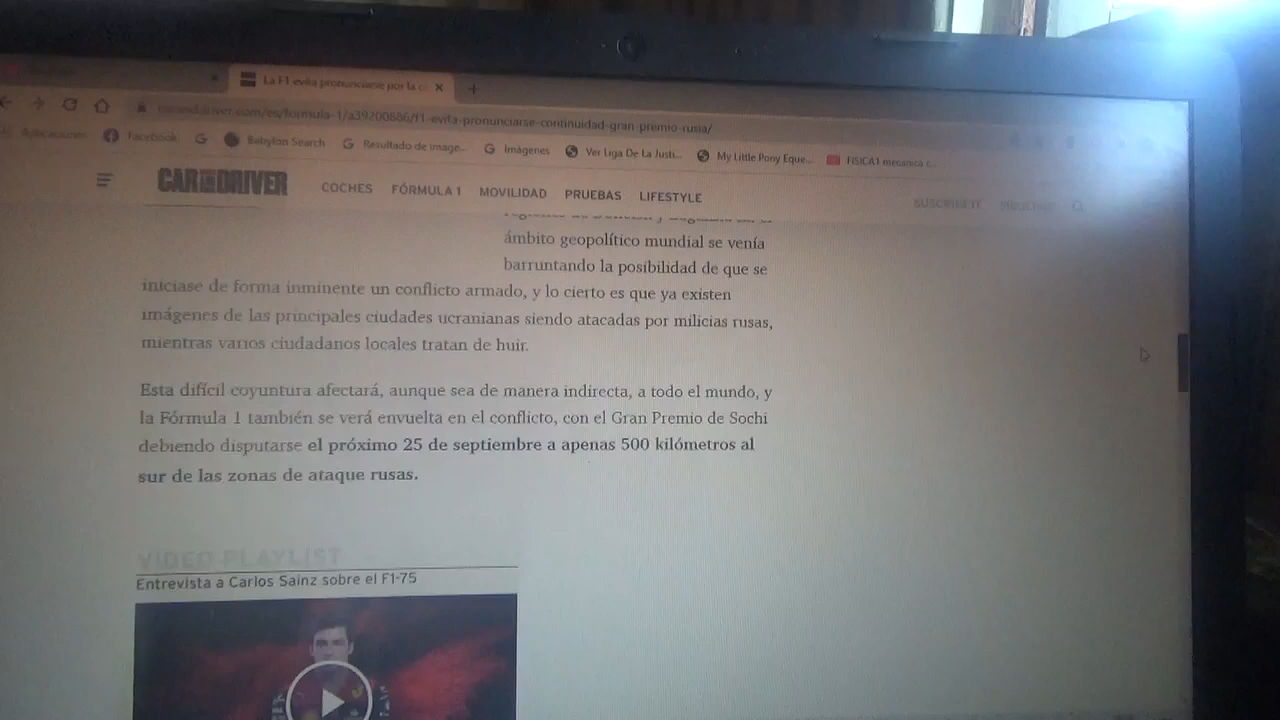 La F1 evita pronunciarse por la c
/es/formula-1/a39200686/f1-evita-pronunciarse-continuidad-gran-premio-rusia/
Aplicaciones Facebook Babylon Search Resultado de image... Imágenes Ver Liga De La Justi... My Little Pony Eque... FISICA1 mecanica c...
CAR AND DRIVER COCHES FÓRMULA 1 MOVILIDAD PRUEBAS LIFESTYLE SUSCRÍBETE
ámbito geopolítico mundial se venía
barruntando la posibilidad de que se
iniciase de forma inminente un conflicto armado, y lo cierto es que ya existen
imágenes de las principales ciudades ucranianas siendo atacadas por milicias rusas,
mientras varios ciudadanos locales tratan de huir.
Esta difícil coyuntura afectará, aunque sea de manera indirecta, a todo el mundo, y
la Fórmula 1 también se verá envuelta en el conflicto, con el Gran Premio de Sochi
debiendo disputarse el próximo 25 de septiembre a apenas 500 kilómetros al
sur de las zonas de ataque rusas.
VIDEO PLAYLIST
Entrevista a Carlos Sainz sobre el F1-75